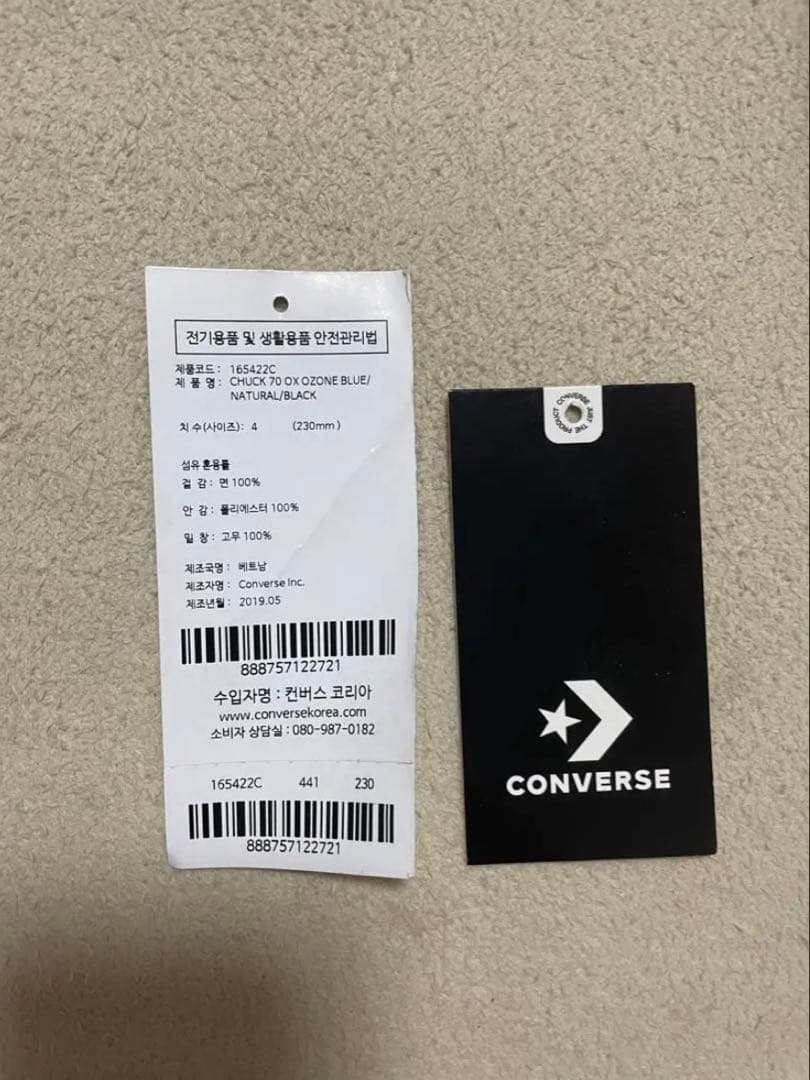 전기용품 및 생활용품 안전관리법
제품코드 : 165422C
제 품 명 : CHUCK 70 OX OZONE BLUE/
NATURAL/BLACK
치 수(사이즈) : 4 (230mm)
섬유 혼용률
겉 감 : 면 100%
안 감 : 폴리에스터 100%
밑 창 : 고무 100%
제조국명 : 베트남
제조자명 : Converse Inc.
제조년월 : 2019.05
888757122721
수입자명 : 컨버스 코리아
www.conversekorea.com
소비자 상담실 : 080-987-0182
165422C 441 230
888757122721
CONVERSE JUST THE PRODUCT
CONVERSE